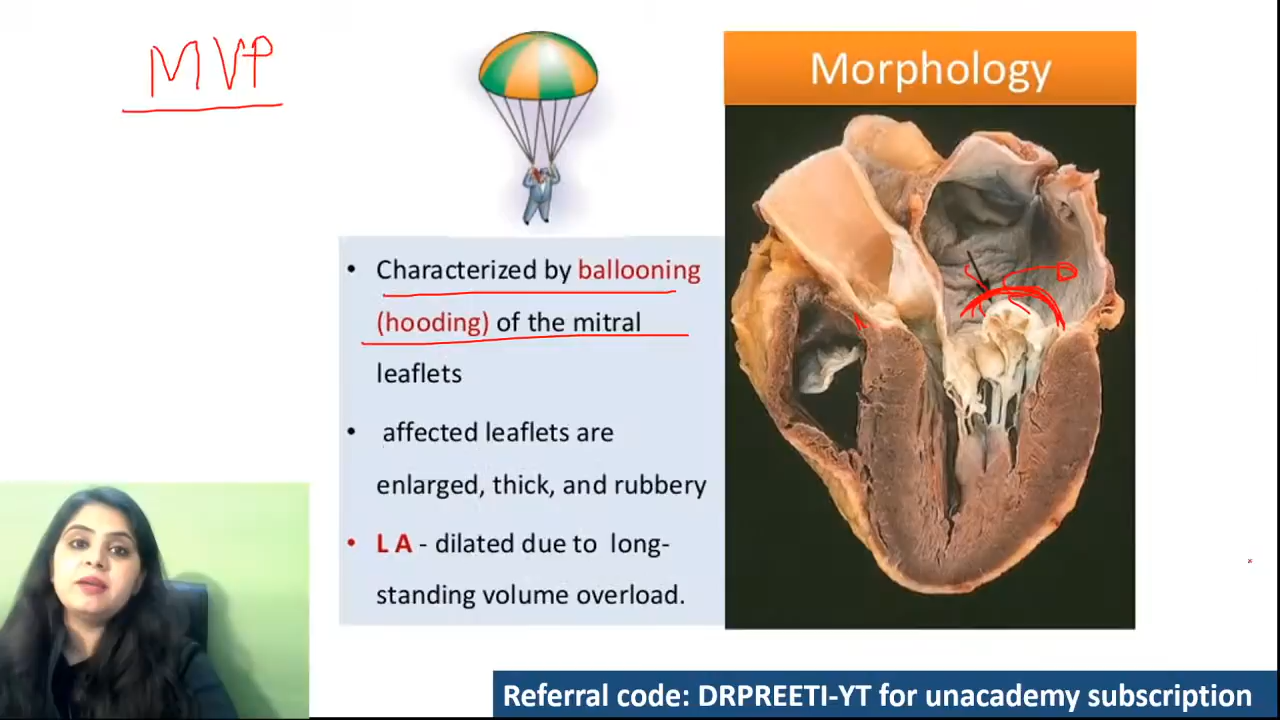 MVP
Morphology
• Characterized by ballooning
(hooding) of the mitral
leaflets
• affected leaflets are
enlarged, thick, and rubbery
• L A - dilated due to long-
standing volume overload.
Referral code: DRPREETI-YT for unacademy subscription